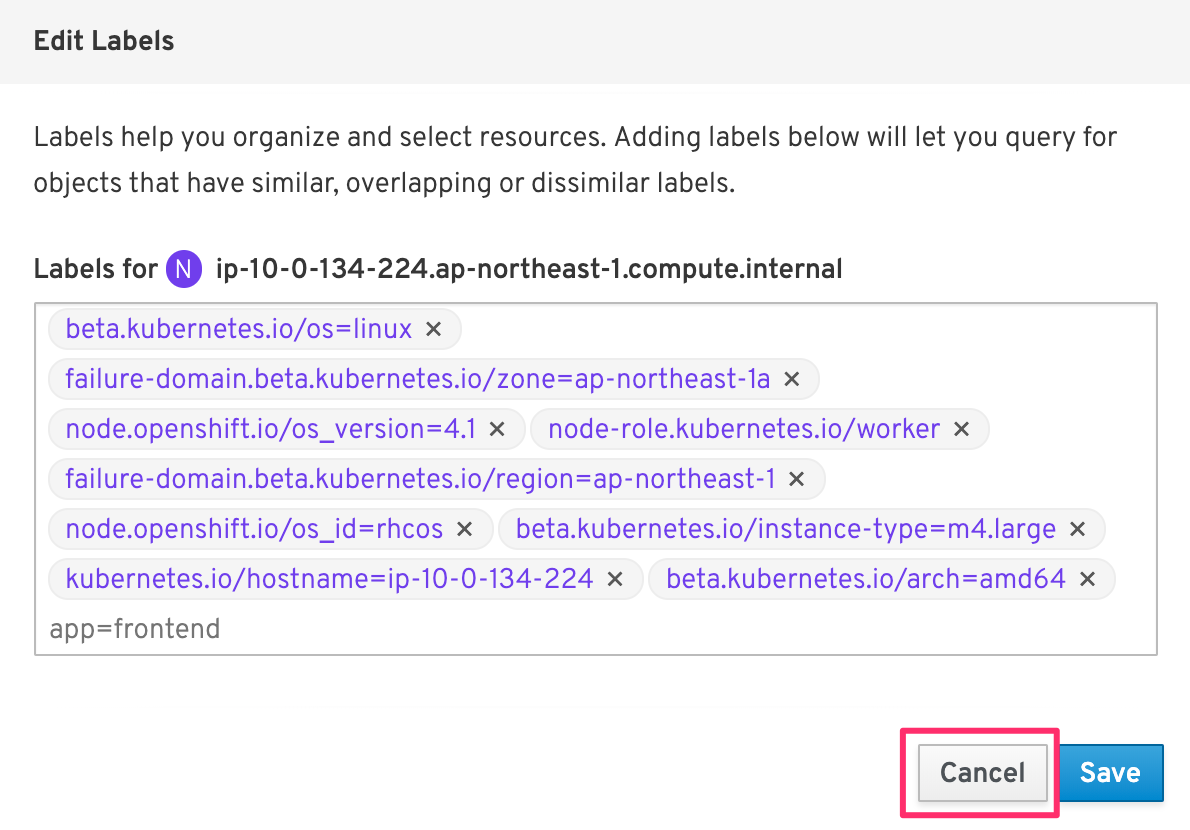 Edit Labels
Labels help you organize and select resources. Adding labels below will let you query for
objects that have similar, overlapping or dissimilar labels.
Labels for N ip-10-0-134-224.ap-northeast-1.compute.internal
beta.kubernetes.io/os=linux ×
failure-domain.beta.kubernetes.io/zone=ap-northeast-1a ×
node.openshift.io/os_version=4.1 × node-role.kubernetes.io/worker ×
failure-domain.beta.kubernetes.io/region=ap-northeast-1 ×
node.openshift.io/os_id=rhcos × beta.kubernetes.io/instance-type=m4.large ×
kubernetes.io/hostname=ip-10-0-134-224 × beta.kubernetes.io/arch=amd64 ×
app=frontend
Cancel Save